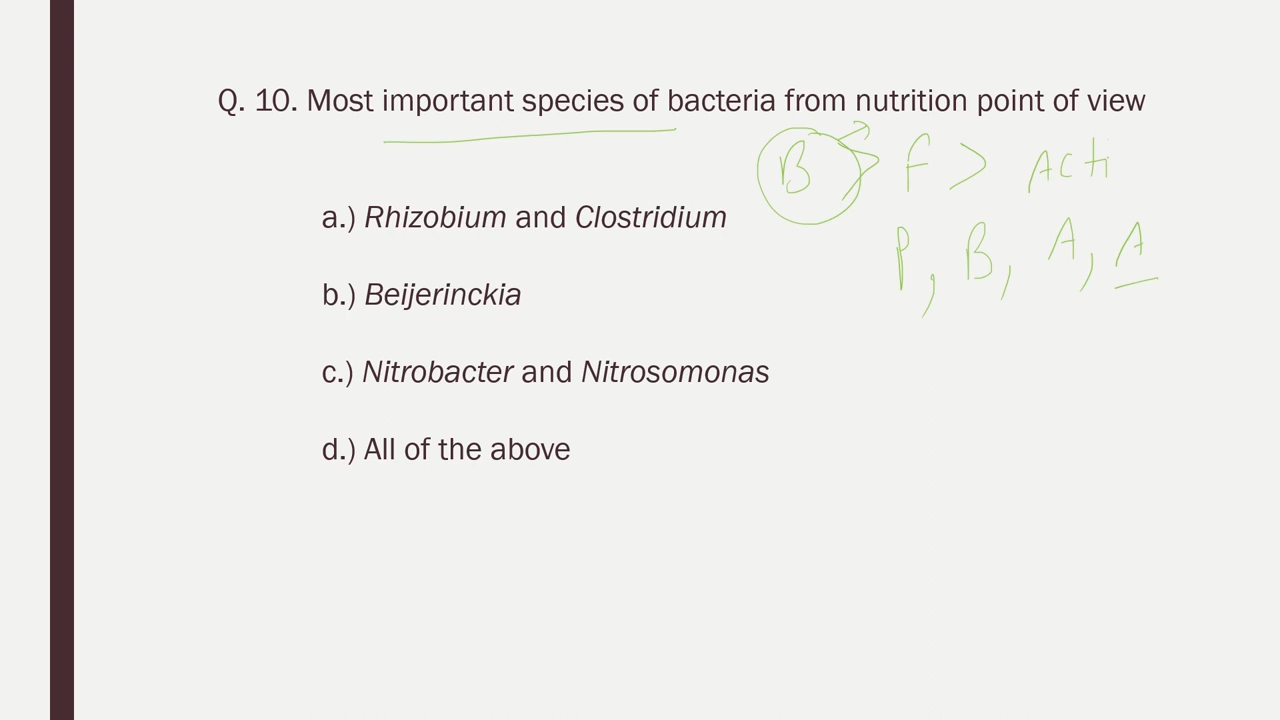 Q. 10. Most important species of bacteria from nutrition point of view
B > F > Acti
P, B, A, A
a.) Rhizobium and Clostridium
b.) Beijerinckia
c.) Nitrobacter and Nitrosomonas
d.) All of the above